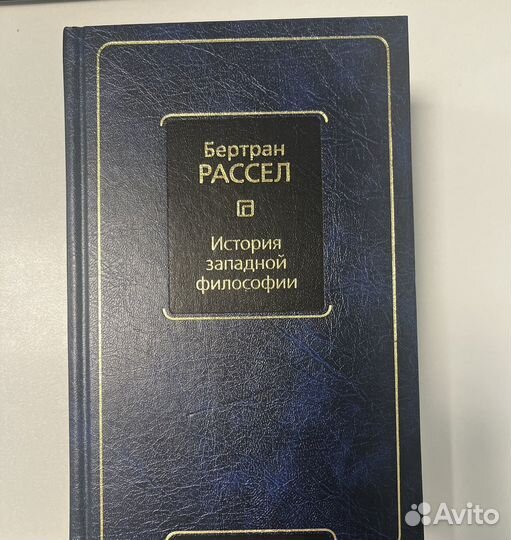 Бертран
РАССЕЛ
История
западной
философии
Avito